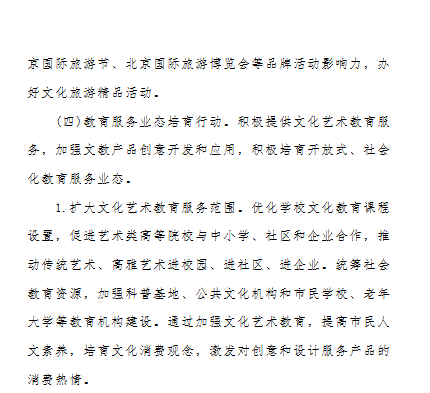 京国际旅游节、北京国际旅游博览会等品牌活动影响力，办
好文化旅游精品活动。
(四)教育服务业态培育行动。积极提供文化艺术教育服
务，加强文教产品创意开发和应用，积极培育开放式、社会
化教育服务业态。
1.扩大文化艺术教育服务范围。优化学校文化教育课程
设置，促进艺术类高等院校与中小学、社区和企业合作，推
动传统艺术、高雅艺术进校园、进社区、进企业。统筹社会
教育资源，加强科普基地、公共文化机构和市民学校、老年
大学等教育机构建设。通过加强文化艺术教育，提高市民人
文素养，培育文化消费观念，激发对创意和设计服务产品的
消费热情。